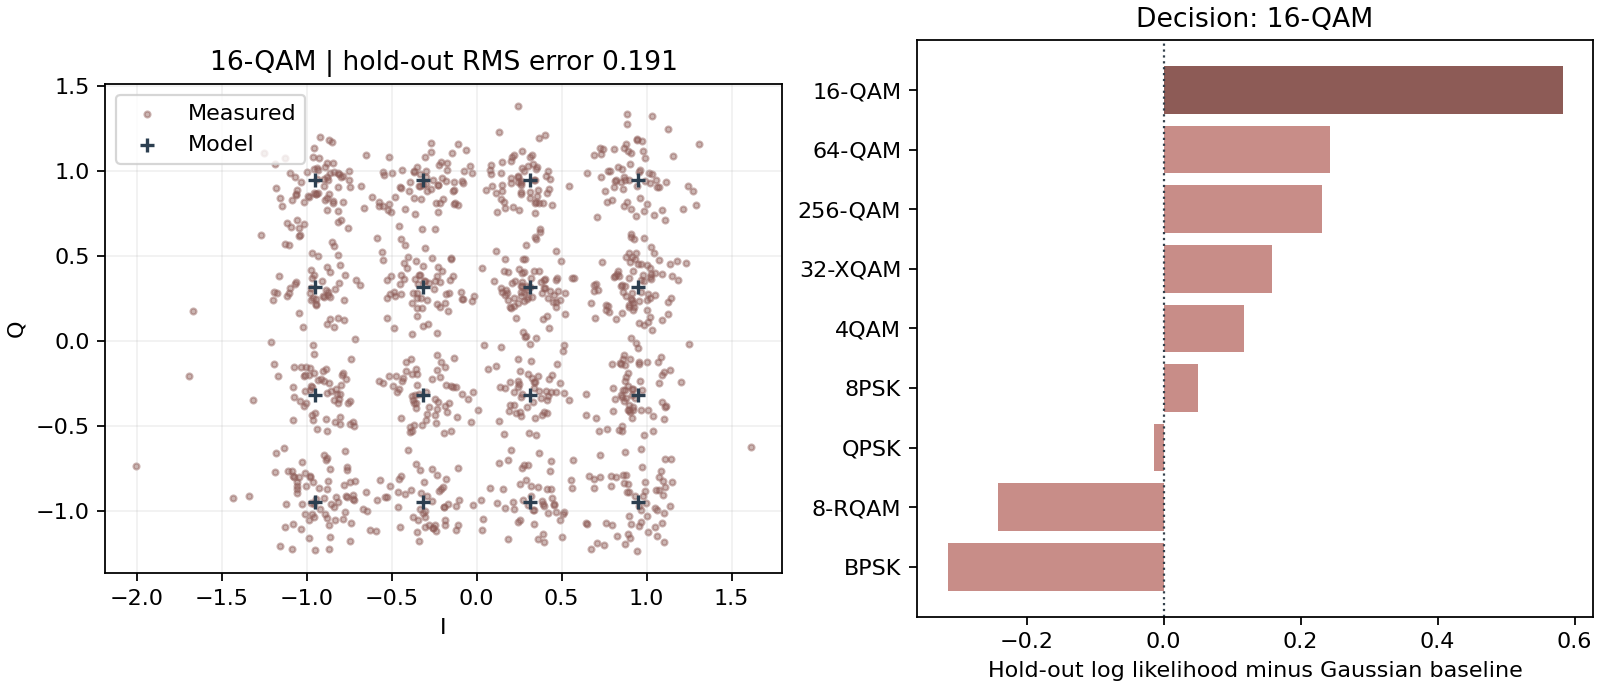 16-QAM | hold-out RMS error 0.191
Measured
Model
1.5
1.0
0.5
0.0
−0.5
−1.0
Q
−2.0 −1.5 −1.0 −0.5 0.0 0.5 1.0 1.5
I
Decision: 16-QAM
16-QAM
64-QAM
256-QAM
32-XQAM
4QAM
8PSK
QPSK
8-RQAM
BPSK
−0.2 0.0 0.2 0.4 0.6
Hold-out log likelihood minus Gaussian baseline